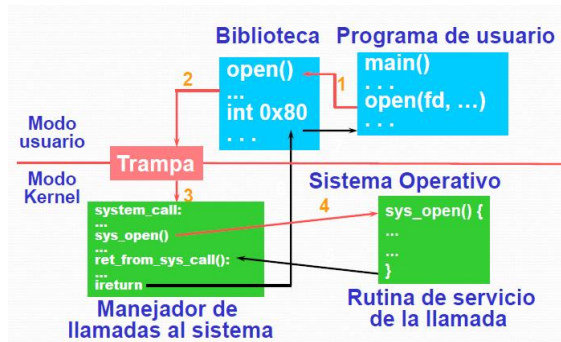 Biblioteca
Programa de usuario
open()
...
int 0x80
. . .
main()
. . .
open(fd, ...)
. . .
1
2
Modo
usuario
Trampa
Modo
Kernel
3
Sistema Operativo
system_call:
...
sys_open()
...
ret_from_sys_call():
...
ireturn
4
sys_open() {
...
...
}
Manejador de
llamadas al sistema
Rutina de servicio
de la llamada